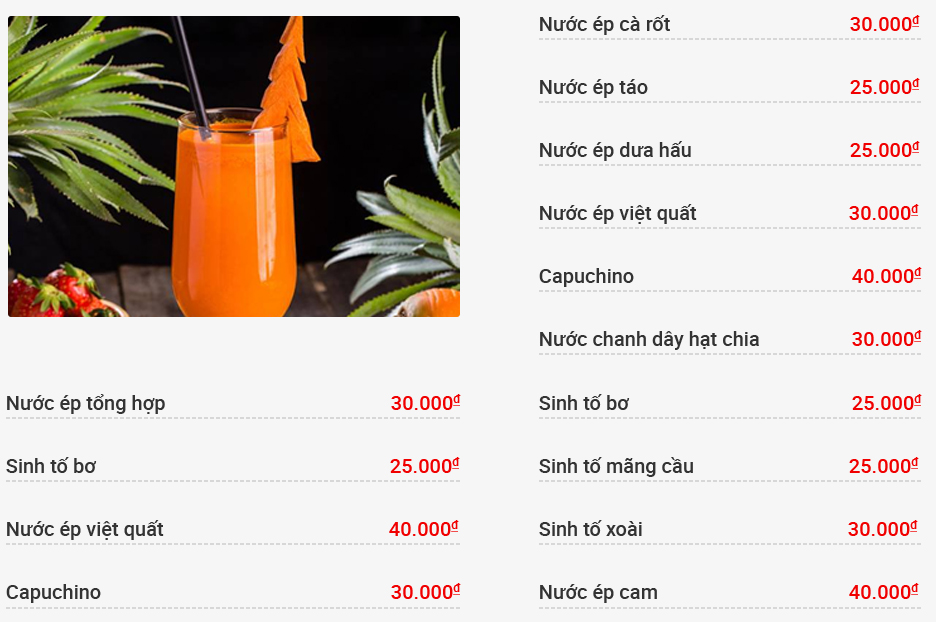 Nước ép tổng hợp 30.000₫
Sinh tố bơ 25.000₫
Nước ép việt quất 40.000₫
Capuchino 30.000₫
Nước ép cà rốt 30.000₫
Nước ép táo 25.000₫
Nước ép dưa hấu 25.000₫
Nước ép việt quất 30.000₫
Capuchino 40.000₫
Nước chanh dây hạt chia 30.000₫
Sinh tố bơ 25.000₫
Sinh tố mãng cầu 25.000₫
Sinh tố xoài 30.000₫
Nước ép cam 40.000₫